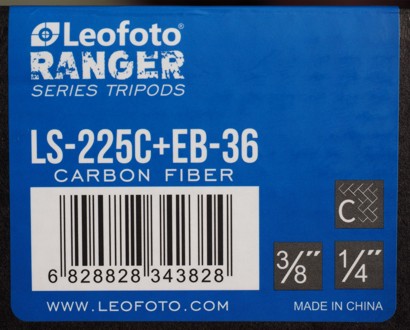 Leofoto®
RANGER
SERIES TRIPODS
LS-225C+EB-36
CARBON FIBER
C
6 828828 343828
3/8″
1/4″
WWW.LEOFOTO.COM
MADE IN CHINA